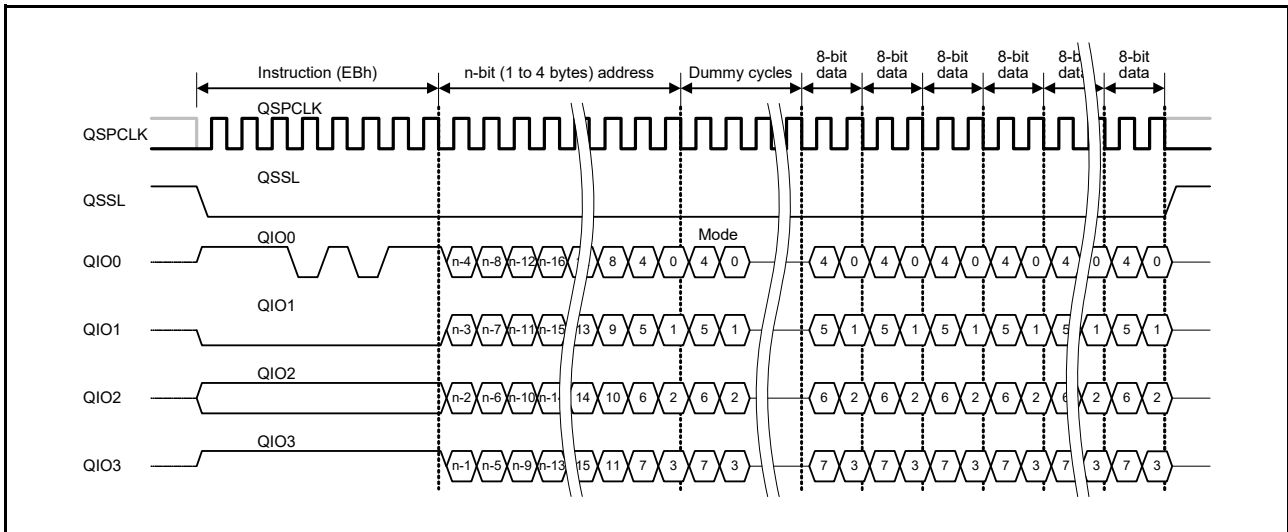 Instruction (EBh) n-bit (1 to 4 bytes) address Dummy cycles 8-bit data 8-bit data 8-bit data 8-bit data 8-bit data 8-bit data
QSPCLK
QSPCLK
QSSL
QSSL
QIO0
Mode
QIO0 n-4 n-8 n-12 n-16 8 4 0 4 0 4 0 4 0 4 0 4 0 4 0 4 0
QIO1
QIO1 n-3 n-7 n-11 n-15 13 9 5 1 5 1 5 1 5 1 5 1 5 1 5 1 5 1
QIO2
QIO2 n-2 n-6 n-10 n-14 14 10 6 2 6 2 6 2 6 2 6 2 6 2 6 2 6 2
QIO3
QIO3 n-1 n-5 n-9 n-13 15 11 7 3 7 3 7 3 7 3 7 3 7 3 7 3 7 3